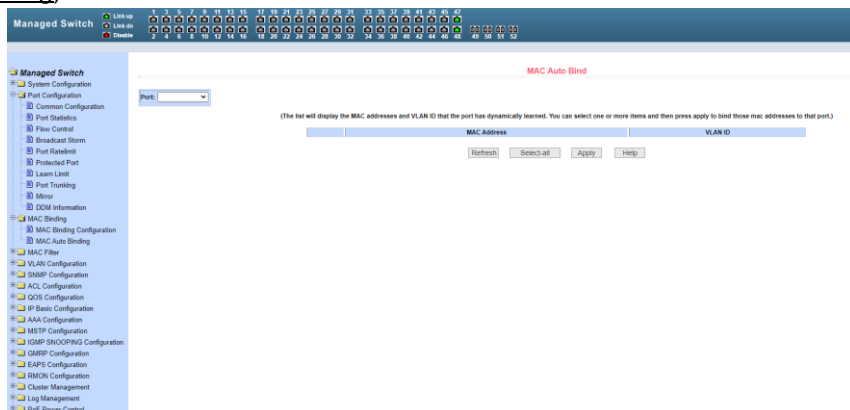 Managed Switch
Link up
Link dn
Disable
1 3 5 7 9 11 13 15 17 19 21 23 25 27 29 31 33 35 37 39 41 43 45 47
2 4 6 8 10 12 14 16 18 20 22 24 26 28 30 32 34 36 38 40 42 44 46 48 49 50 51 52
Managed Switch
System Configuration
Port Configuration
Common Configuration
Port Statistics
Flow Control
Broadcast Storm
Port Ratelimit
Protected Port
Learn Limit
Port Trunking
Mirror
DDM Information
MAC Binding
MAC Binding Configuration
MAC Auto Binding
MAC Filter
VLAN Configuration
SNMP Configuration
ACL Configuration
QOS Configuration
IP Basic Configuration
AAA Configuration
MSTP Configuration
IGMP SNOOPING Configuration
GMRP Configuration
EAPS Configuration
RMON Configuration
Cluster Management
Log Management
PoE Power Control
MAC Auto Bind
Port:
(The list will display the MAC addresses and VLAN ID that the port has dynamically learned. You can select one or more items and then press apply to bind those mac addresses to that port.)
MAC Address VLAN ID
Refresh Select-all Apply Help